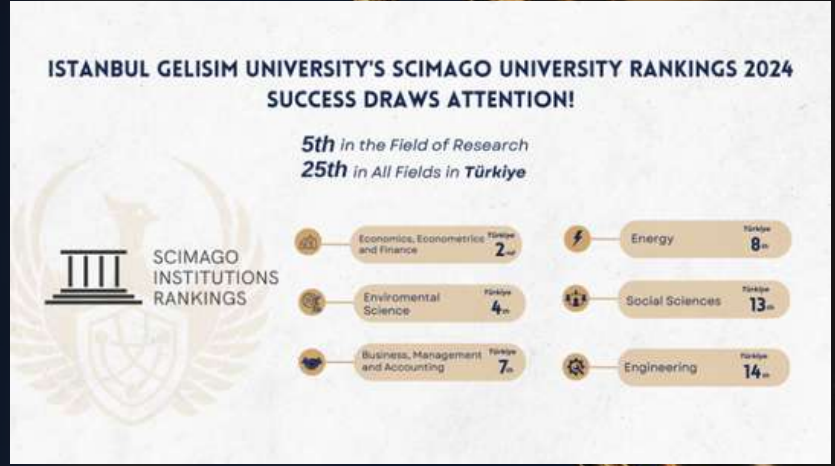 ISTANBUL GELISIM UNIVERSITY'S SCIMAGO UNIVERSITY RANKINGS 2024
SUCCESS DRAWS ATTENTION!
5th in the Field of Research
25th in All Fields in Türkiye
SCIMAGO
INSTITUTIONS
RANKINGS
Economics, Econometrics
and Finance
Türkiye
2nd
Enviromental
Science
Türkiye
4th
Business, Management
and Accounting
Türkiye
7th
Energy
Türkiye
8th
Social Sciences
Türkiye
13th
Engineering
Türkiye
14th